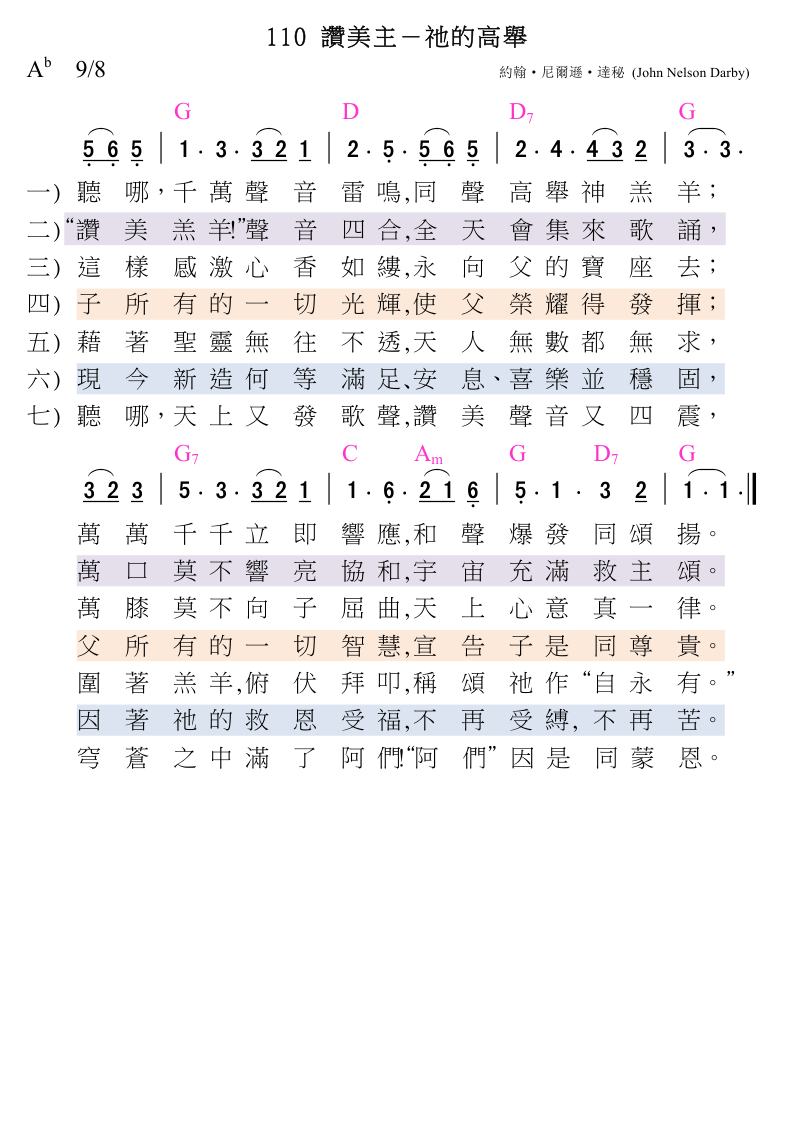 110 讚美主－祂的高舉
A♭ 9/8
約翰‧尼爾遜‧達秘 (John Nelson Darby)
G D D7 G
5 6 5 | 1 · 3 · 3 2 1 | 2 · 5 · 5 6 5 | 2 · 4 · 4 3 2 | 3 · 3 ·
一) 聽哪，千萬聲音雷鳴,同聲高舉神羔羊；
二) “讚美羔羊!”聲音四合,全天會集來歌誦，
三) 這樣感激心香如縷,永向父的寶座去；
四) 子所有的一切光輝,使父榮耀得發揮；
五) 藉著聖靈無往不透,天人無數都無求，
六) 現今新造何等滿足､安息、喜樂並穩固，
七) 聽哪，天上又發歌聲,讚美聲音又四震，
G7 C Am G D7 G
3 2 3 | 5 · 3 · 3 2 1 | 1 · 6 · 2 1 6 | 5 · 1 · 3 2 | 1 · 1 · ‖
萬萬千千立即響應,和聲爆發同頌揚。
萬口莫不響亮協和,宇宙充滿救主頌。
萬膝莫不向子屈曲,天上心意真一律。
父所有的一切智慧,宣告子是同尊貴。
圍著羔羊,俯伏拜叩,稱頌祂作“自永有。”
因著祂的救恩受福,不再受縛, 不再苦。
穹蒼之中滿了阿們!“阿們”因是同蒙恩。